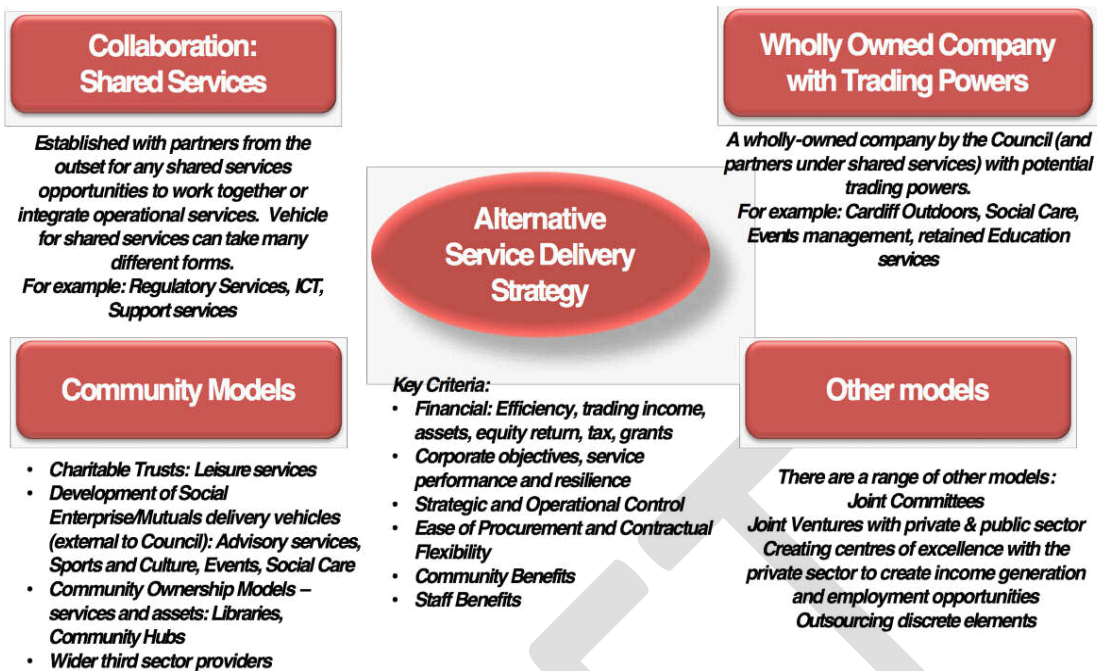 Collaboration:
Shared Services
Established with partners from the
outset for any shared services
opportunities to work together or
integrate operational services. Vehicle
for shared services can take many
different forms.
For example: Regulatory Services, ICT,
Support services
Wholly Owned Company
with Trading Powers
A wholly-owned company by the Council (and
partners under shared services) with potential
trading powers.
For example: Cardiff Outdoors, Social Care,
Events management, retained Education
services
Alternative
Service Delivery
Strategy
Key Criteria:
• Financial: Efficiency, trading income,
assets, equity return, tax, grants
• Corporate objectives, service
performance and resilience
• Strategic and Operational Control
• Ease of Procurement and Contractual
Flexibility
• Community Benefits
• Staff Benefits
Community Models
• Charitable Trusts: Leisure services
• Development of Social
Enterprise/Mutuals delivery vehicles
(external to Council): Advisory services,
Sports and Culture, Events, Social Care
• Community Ownership Models –
services and assets: Libraries,
Community Hubs
• Wider third sector providers
Other models
There are a range of other models:
Joint Committees
Joint Ventures with private & public sector
Creating centres of excellence with the
private sector to create income generation
and employment opportunities
Outsourcing discrete elements